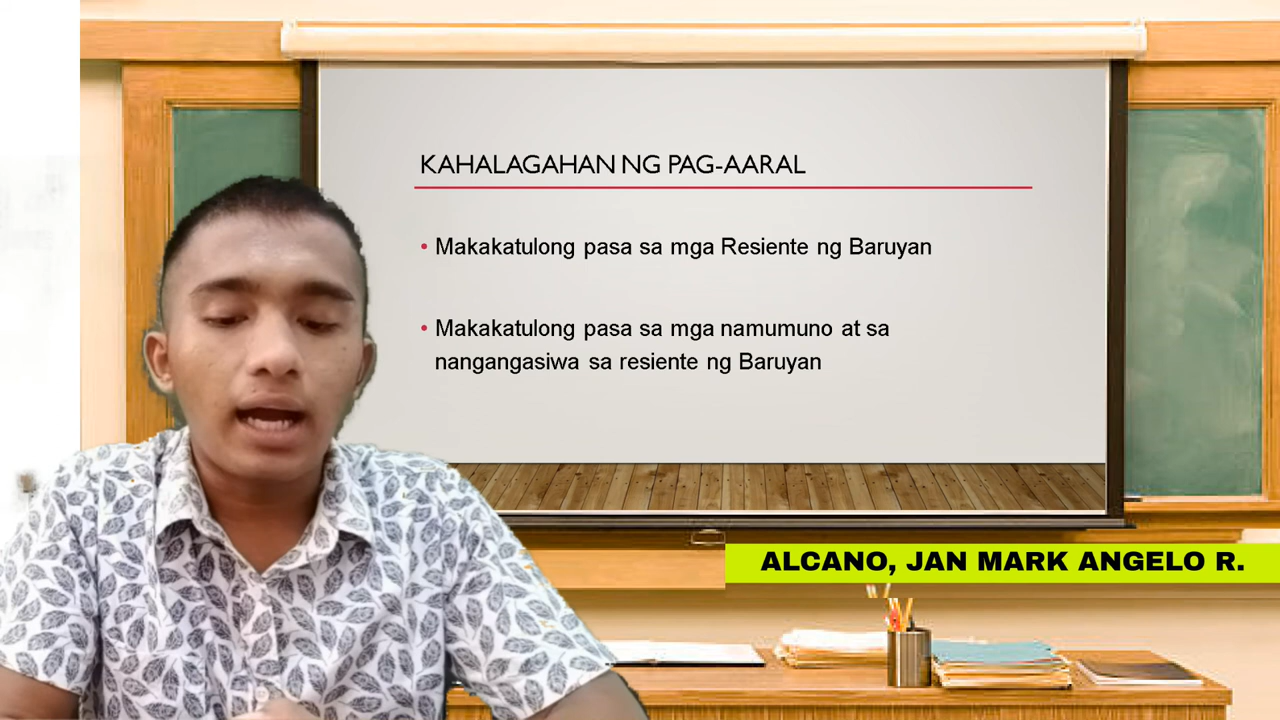 KAHALAGAHAN NG PAG-AARAL
• Makakatulong pasa sa mga Resiente ng Baruyan
• Makakatulong pasa sa mga namumuno at sa
nangangasiwa sa resiente ng Baruyan
ALCANO, JAN MARK ANGELO R.